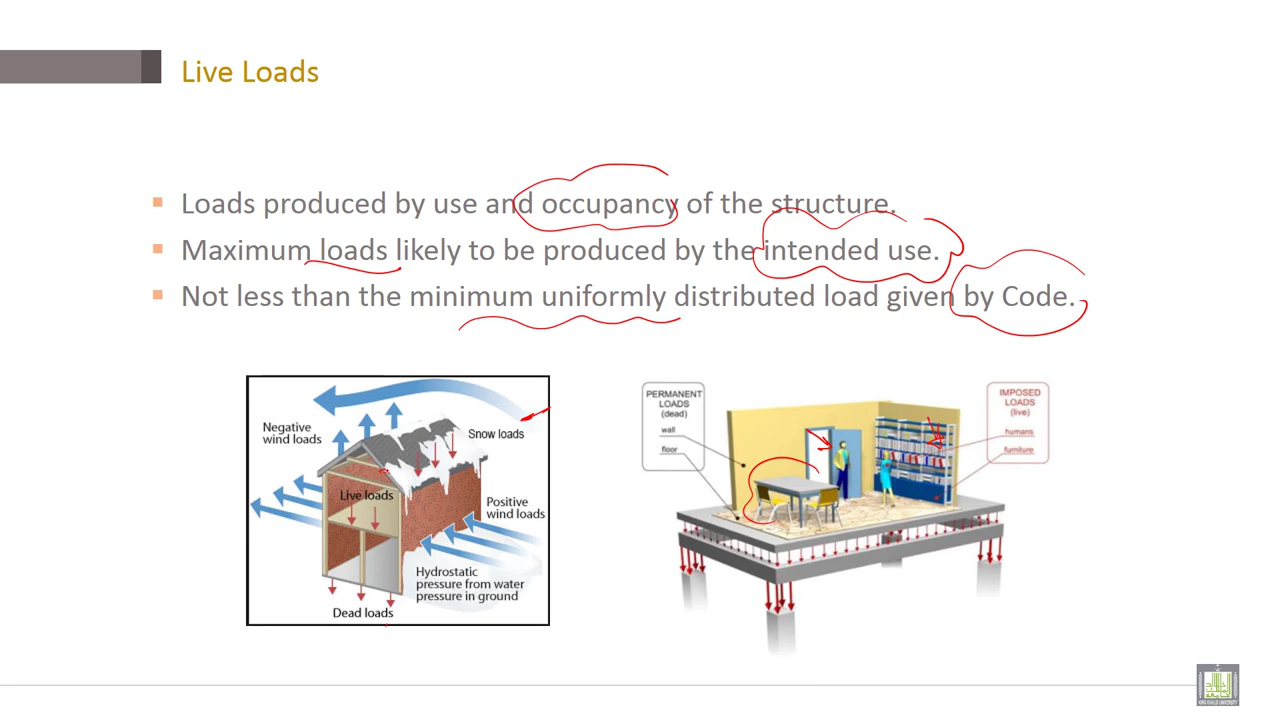 Live Loads
Loads produced by use and occupancy of the structure.
Maximum loads likely to be produced by the intended use.
Not less than the minimum uniformly distributed load given by Code.
Negative
wind loads
Snow loads
Live loads
Positive
wind loads
Hydrostatic
pressure from water
pressure in ground
Dead loads
PERMANENT
LOADS
(dead)
wall
floor
IMPOSED
LOADS
(live)
humans
furniture
KING KHALID UNIVERSITY